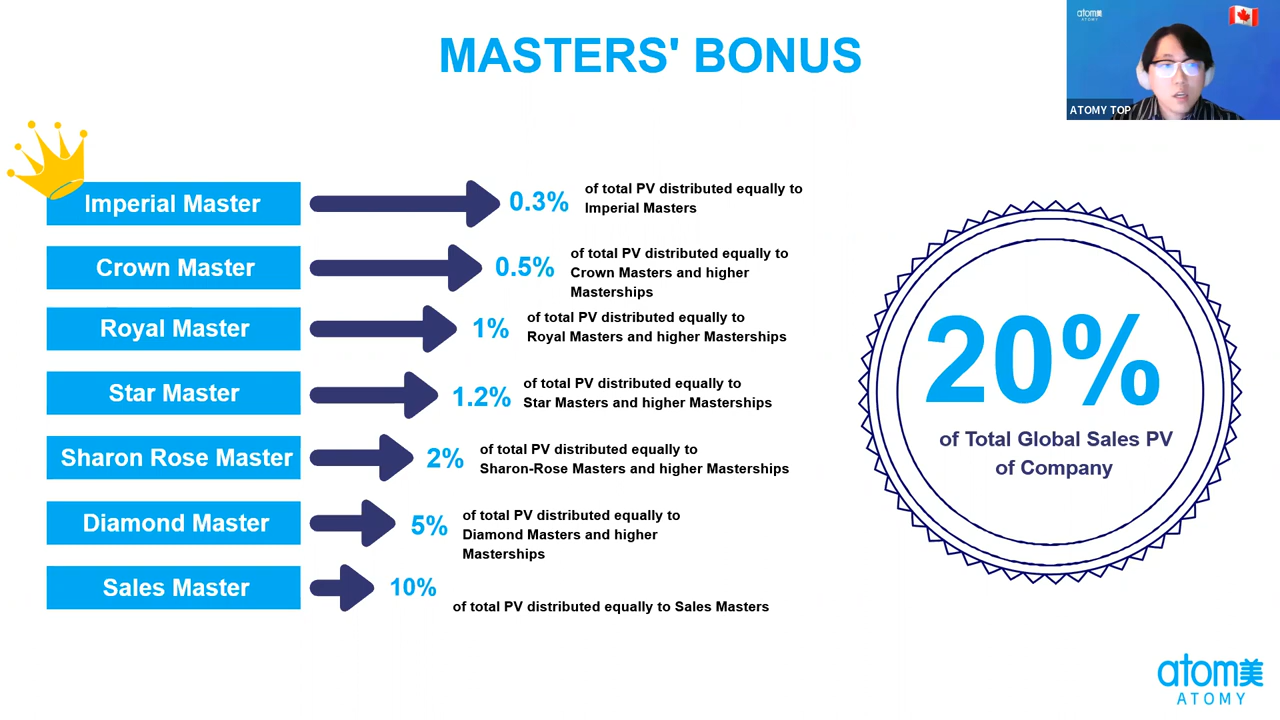 MASTERS' BONUS
atom美
ATOMY
ATOMY TOP
Imperial Master
0.3%
of total PV distributed equally to
Imperial Masters
Crown Master
0.5%
of total PV distributed equally to
Crown Masters and higher
Masterships
Royal Master
1%
of total PV distributed equally to
Royal Masters and higher Masterships
Star Master
1.2%
of total PV distributed equally to
Star Masters and higher Masterships
Sharon Rose Master
2%
of total PV distributed equally to
Sharon-Rose Masters and higher Masterships
Diamond Master
5%
of total PV distributed equally to
Diamond Masters and higher
Masterships
Sales Master
10%
of total PV distributed equally to Sales Masters
20%
of Total Global Sales PV
of Company
atom美
ATOMY